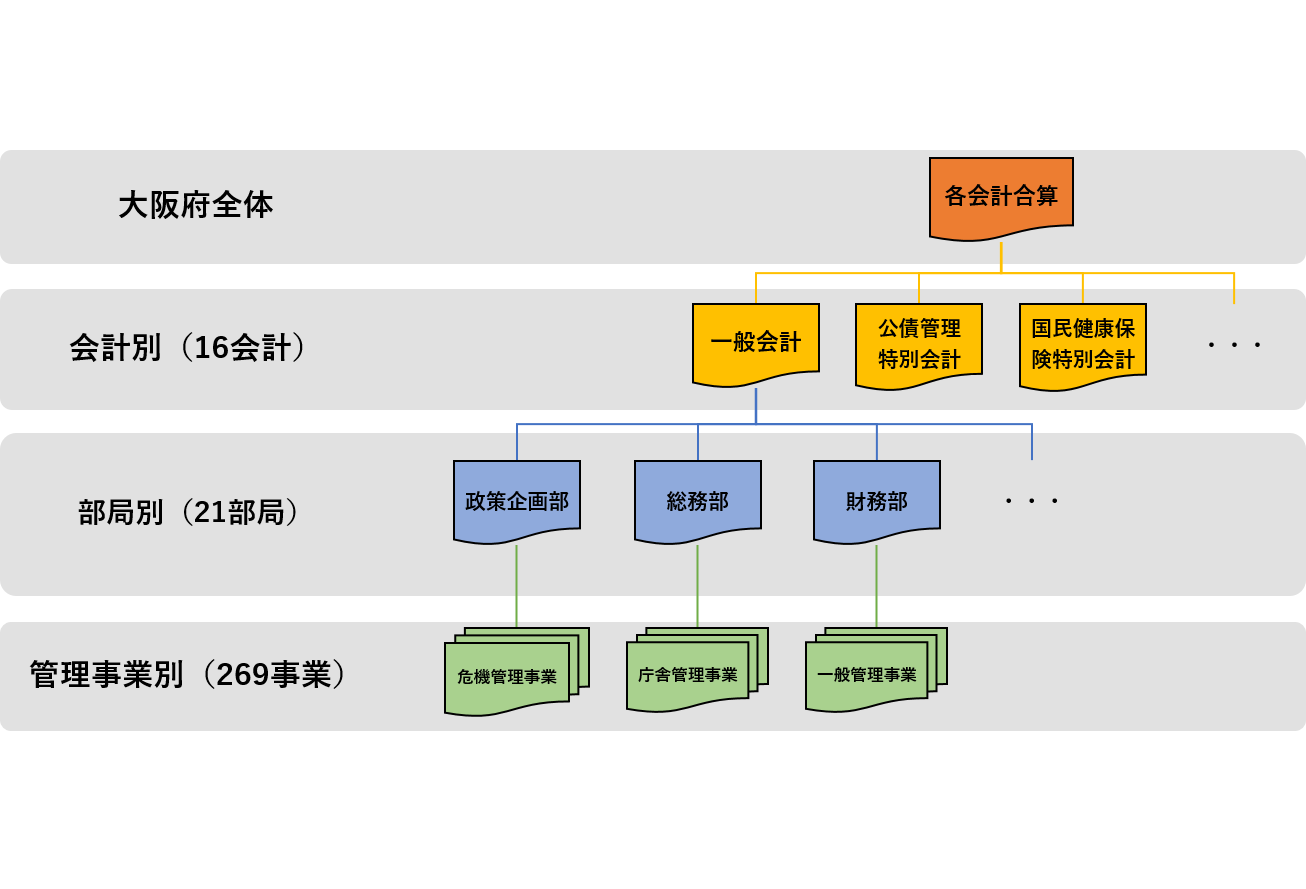 大阪府全体
各会計合算
会計別（16会計）
一般会計
公債管理
特別会計
国民健康保
険特別会計
・・・
部局別（21部局）
政策企画部
総務部
財務部
・・・
管理事業別（269事業）
危機管理事業
庁舎管理事業
一般管理事業